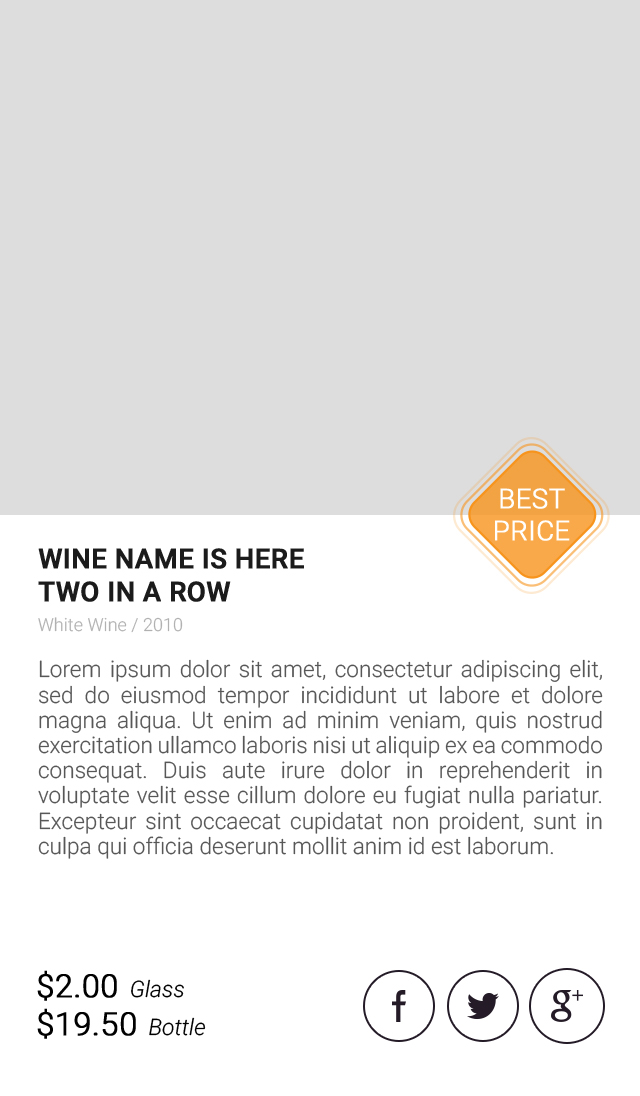 BEST
PRICE
WINE NAME IS HERE
TWO IN A ROW
White Wine / 2010
Lorem ipsum dolor sit amet, consectetur adipiscing elit,
sed do eiusmod tempor incididunt ut labore et dolore
magna aliqua. Ut enim ad minim veniam, quis nostrud
exercitation ullamco laboris nisi ut aliquip ex ea commodo
consequat. Duis aute irure dolor in reprehenderit in
voluptate velit esse cillum dolore eu fugiat nulla pariatur.
Excepteur sint occaecat cupidatat non proident, sunt in
culpa qui officia deserunt mollit anim id est laborum.
$2.00 Glass
$19.50 Bottle
f g+